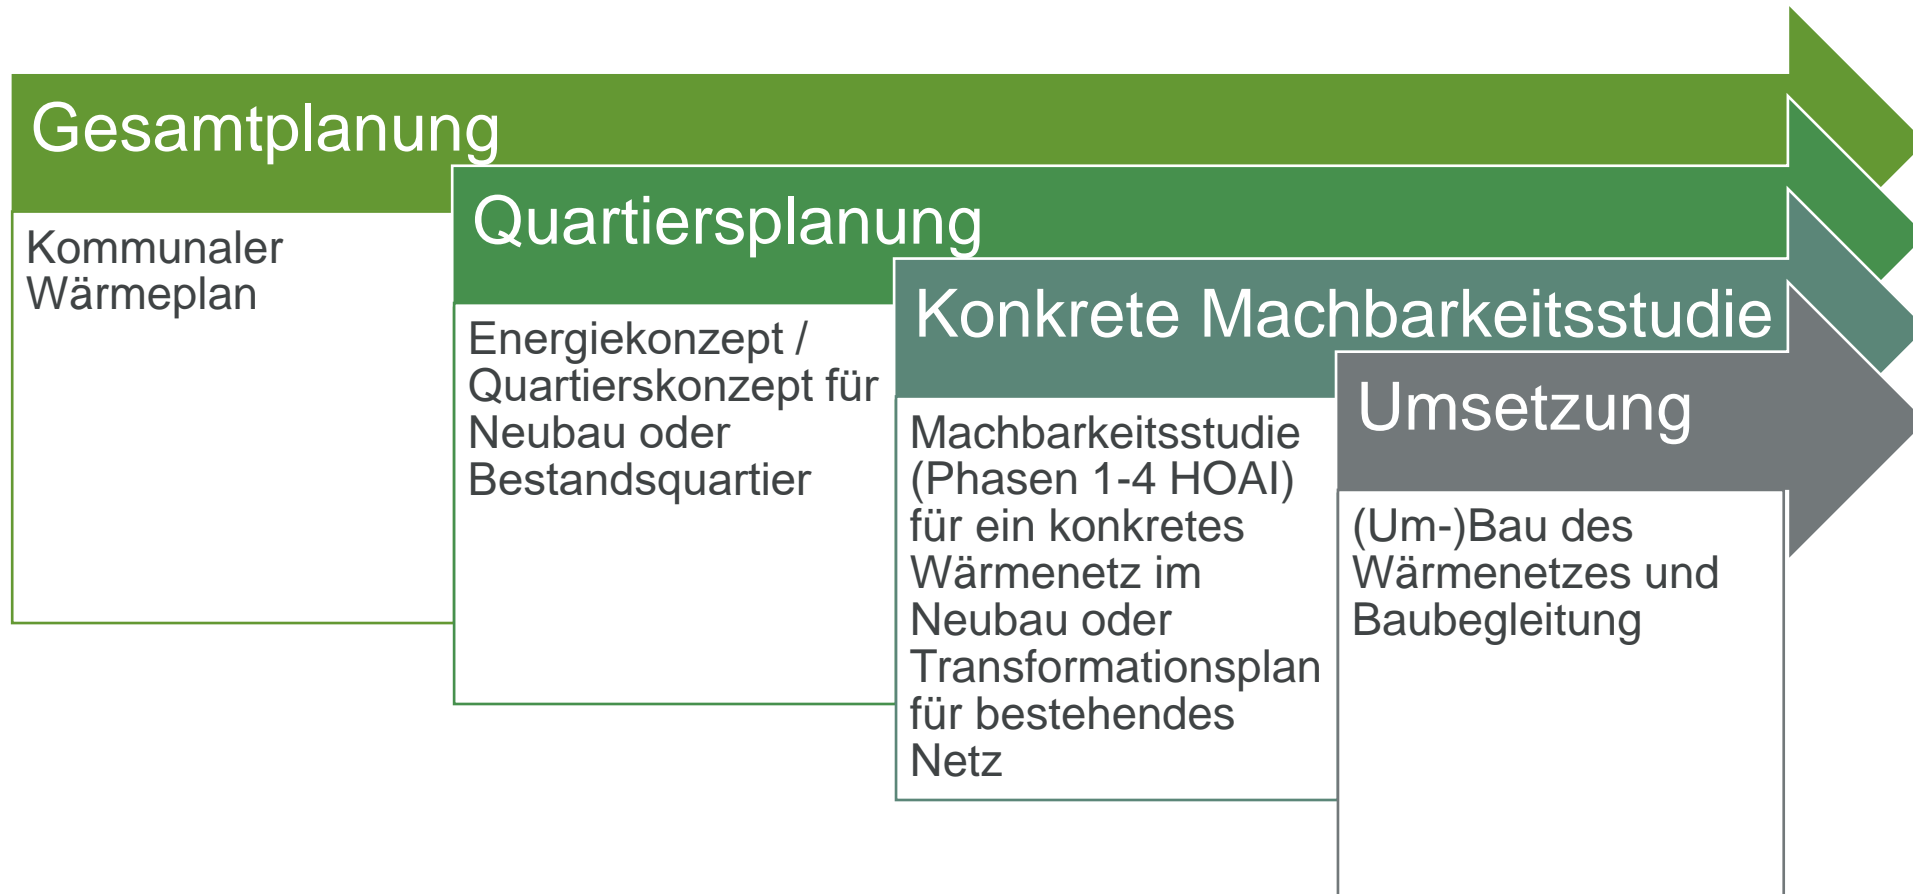 Gesamtplanung
Kommunaler
Wärmeplan
Quartiersplanung
Energiekonzept /
Quartierskonzept für
Neubau oder
Bestandsquartier
Konkrete Machbarkeitsstudie
Machbarkeitsstudie
(Phasen 1-4 HOAI)
für ein konkretes
Wärmenetz im
Neubau oder
Transformationsplan
für bestehendes
Netz
Umsetzung
(Um-)Bau des
Wärmenetzes und
Baubegleitung